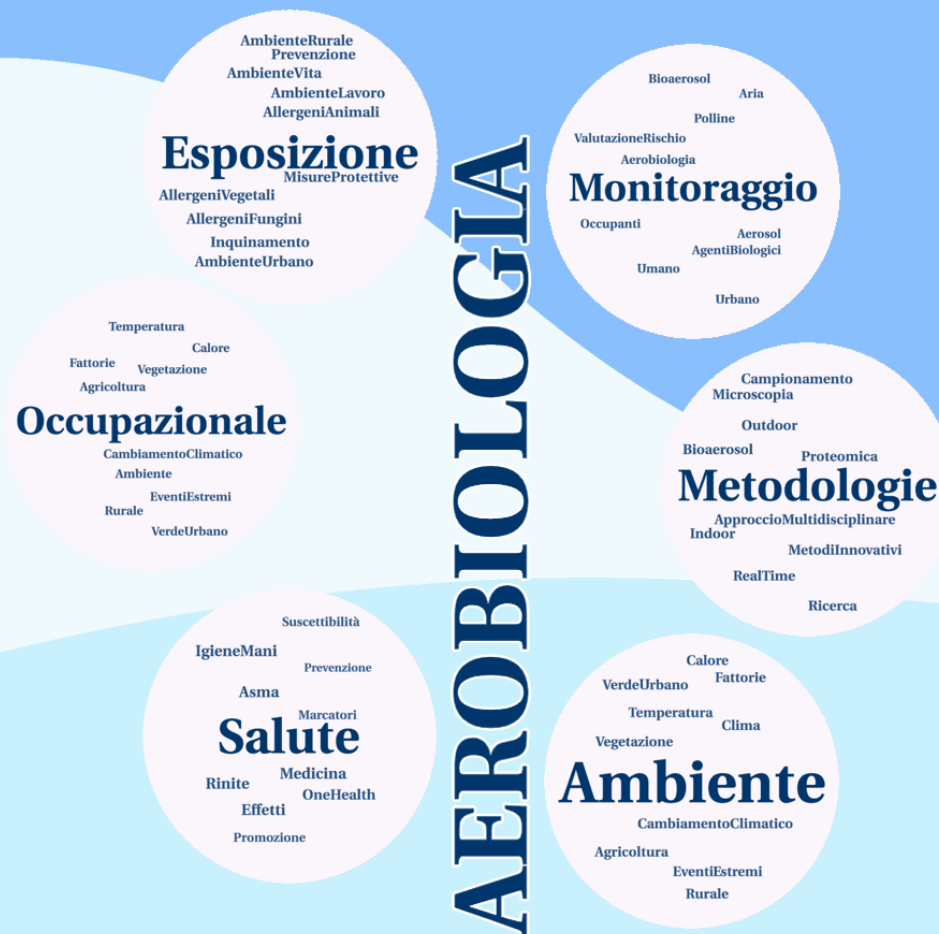 AmbienteRurale
Prevenzione
AmbienteVita
AmbienteLavoro
AllergeniAnimali
Esposizione
MisureProtettive
AllergeniVegetali
AllergeniFungini
Inquinamento
AmbienteUrbano
Bioaerosol
Aria
Polline
ValutazioneRischio
Aerobiologia
Monitoraggio
Occupanti
Aerosol
AgentiBiologici
Umano
Urbano
AEROBIOLOGIA
Temperatura
Calore
Fattorie
Vegetazione
Agricoltura
Occupazionale
CambiamentoClimatico
Ambiente
EventiEstremi
Rurale
VerdeUrbano
Campionamento
Microscopia
Outdoor
Bioaerosol
Proteomica
Metodologie
ApproccioMultidisciplinare
Indoor
MetodiInnovativi
RealTime
Ricerca
Suscettibilità
IgieneMani
Prevenzione
Asma
Marcatori
Salute
Medicina
Rinite
OneHealth
Effetti
Promozione
Calore
Fattorie
VerdeUrbano
Temperatura
Clima
Vegetazione
Ambiente
CambiamentoClimatico
Agricoltura
EventiEstremi
Rurale